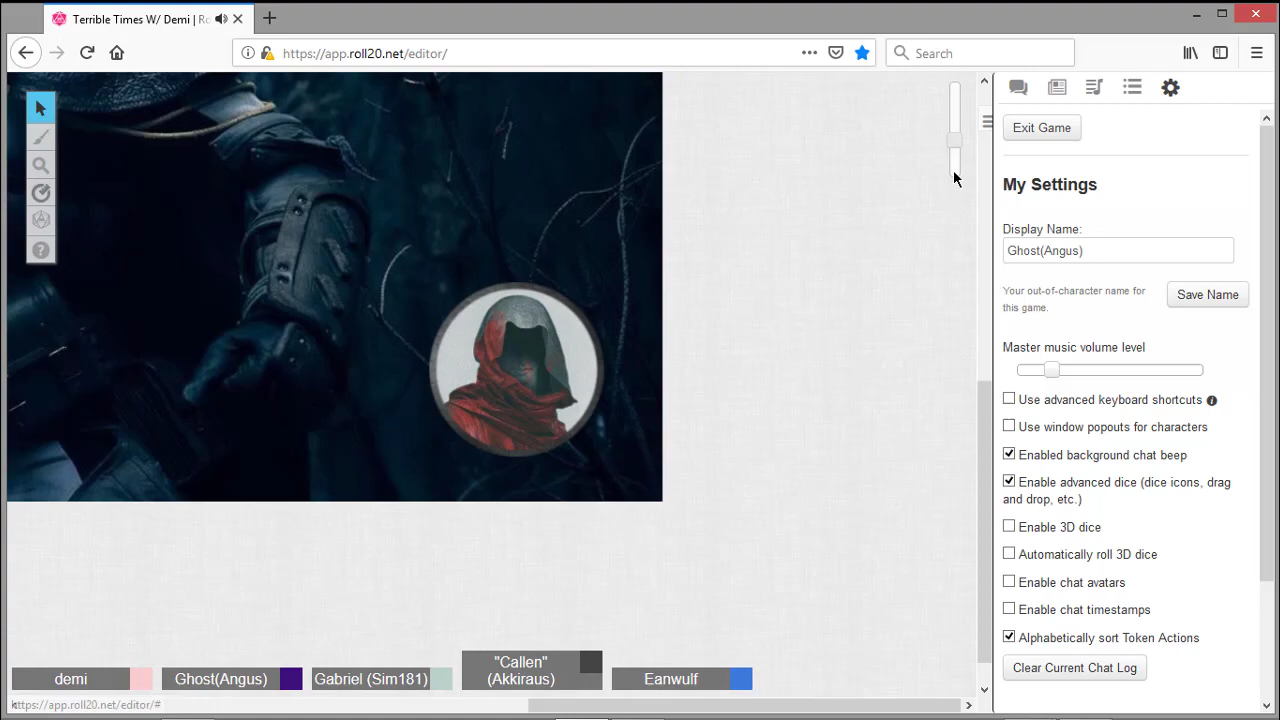 Terrible Times W/ Demi | Ro
https://app.roll20.net/editor/
Search
Exit Game
My Settings
Display Name:
Ghost(Angus)
Your out-of-character name for
this game.
Save Name
Master music volume level
Use advanced keyboard shortcuts
Use window popouts for characters
Enabled background chat beep
Enable advanced dice (dice icons, drag
and drop, etc.)
Enable 3D dice
Automatically roll 3D dice
Enable chat avatars
Enable chat timestamps
Alphabetically sort Token Actions
Clear Current Chat Log
demi
Ghost(Angus)
Gabriel (Sim181)
"Callen"
(Akkiraus)
Eanwulf
https://app.roll20.net/editor/#